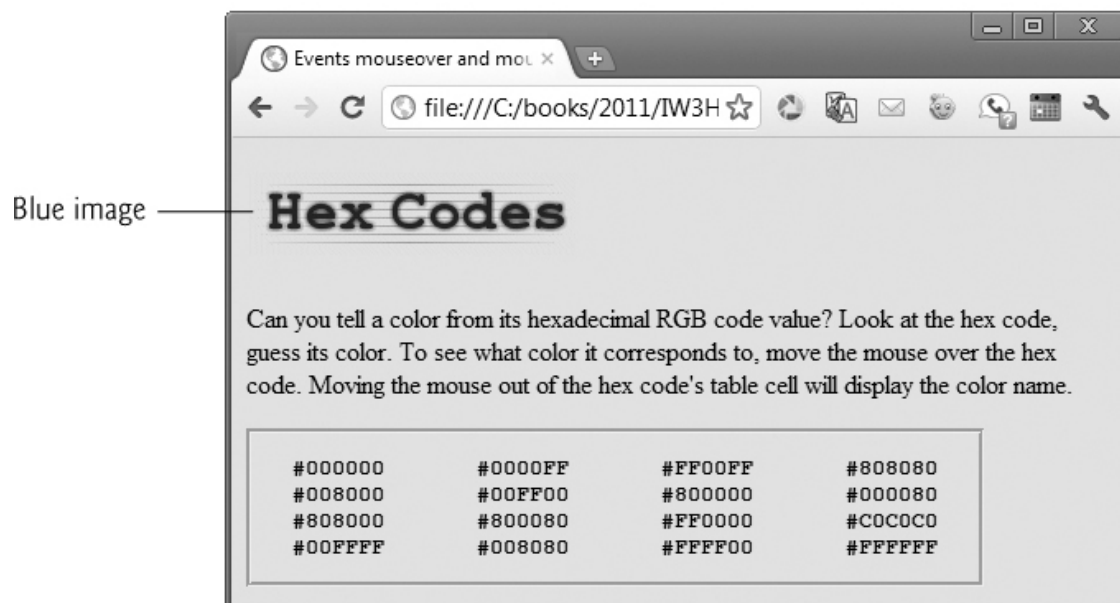 Events mouseover and mou
file:///C:/books/2011/IW3H
Blue image
Hex Codes
Can you tell a color from its hexadecimal RGB code value? Look at the hex code,
guess its color. To see what color it corresponds to, move the mouse over the hex
code. Moving the mouse out of the hex code's table cell will display the color name.
#000000 #0000FF #FF00FF #808080
#008000 #00FF00 #800000 #000080
#808000 #800080 #FF0000 #C0C0C0
#00FFFF #008080 #FFFF00 #FFFFFF